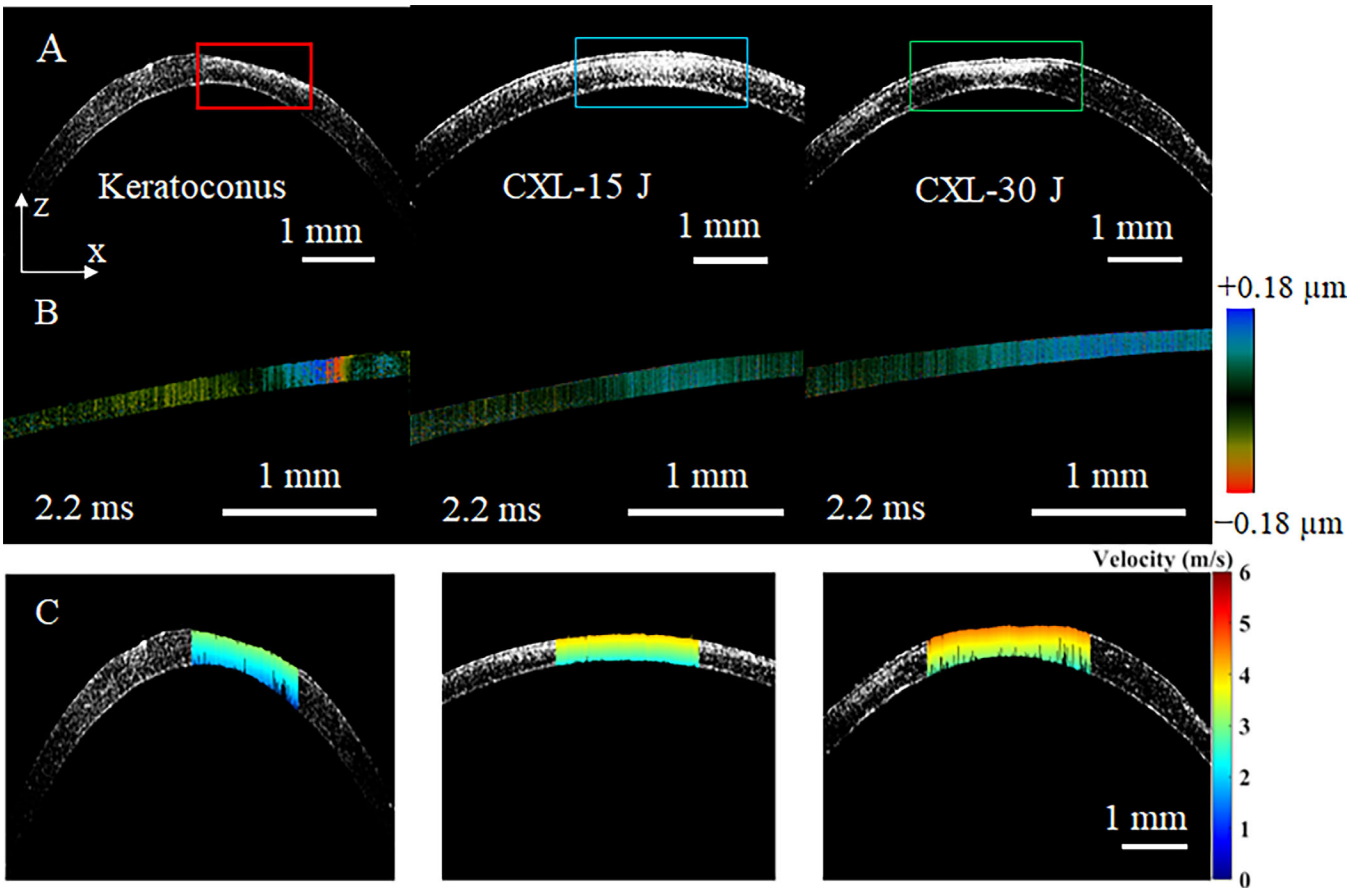 A
Keratoconus
CXL-15 J
CXL-30 J
z
x
1 mm
1 mm
1 mm
B
+0.18 µm
1 mm
1 mm
1 mm
2.2 ms
2.2 ms
2.2 ms
−0.18 µm
Velocity (m/s)
C
6
5
4
3
2
1
0
1 mm